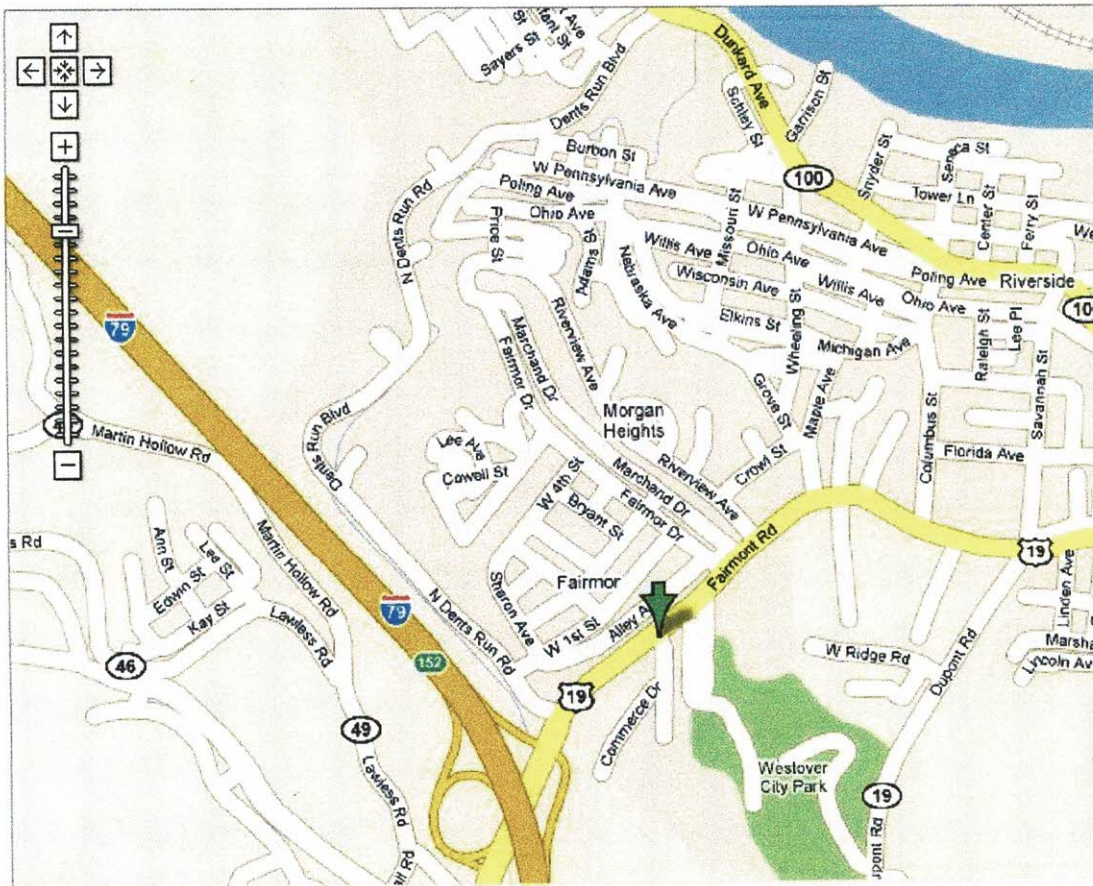 Sayers St
Dents Run Blvd
Dunkard Ave
Schley St
Garrison St
100
Snyder St
Seneca St
Tower Ln
Center St
Ferry St
Burbon St
W Pennsylvania Ave
Poling Ave
Ohio Ave
Price St
N Dents Run Rd
Adams St
Nebraska Ave
Willis Ave
Missouri St
W Pennsylvania Ave
Ohio Ave
Wisconsin Ave
Willis Ave
Poling Ave
Ohio Ave
Riverside
79
Elkins St
Wheeling St
Michigan Ave
Raleigh St
Lee Pl
Savannah St
Marchand Dr
Fairmor Dr
Riverview Ave
Grove St
Maple Ave
Columbus St
Morgan
Heights
Dents Run Blvd
Martin Hollow Rd
Lee Ave
Cowell St
W 4th St
Bryant St
Marchand Dr
Fairmor Dr
Riverview Ave
Crowl St
Florida Ave
Fairmont Rd
19
s Rd
Ann St
Edwin St
Lee St
Kay St
Martin Hollow Rd
Lawless Rd
79
152
N Dents Run Rd
Sharon Ave
Fairmor
W 1st St
Alley A
Linden Ave
Marsha
Lincoln Av
W Ridge Rd
Dupont Rd
46
49
19
Commerce Dr
Westover
City Park
19
Lawless Rd
upont Rd